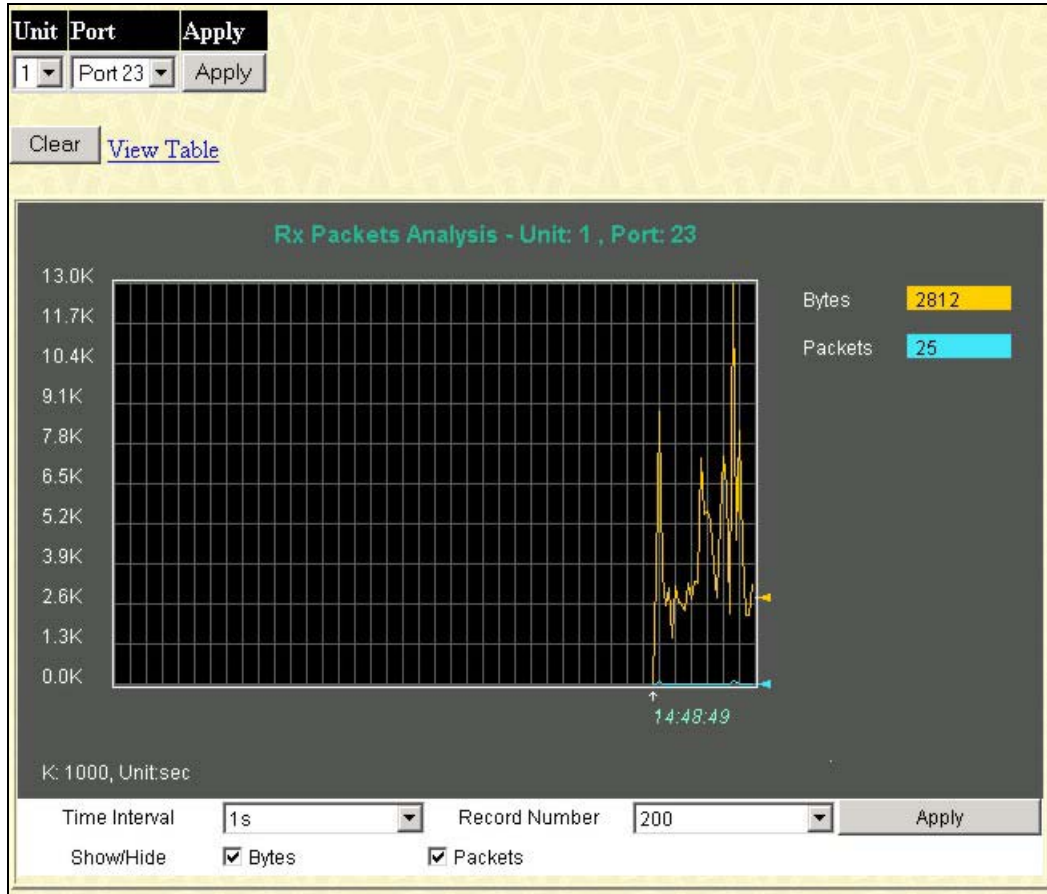 Unit Port Apply
1 Port 23 Apply
Clear View Table
Rx Packets Analysis - Unit: 1 , Port: 23
13.0K
11.7K
10.4K
9.1K
7.8K
6.5K
5.2K
3.9K
2.6K
1.3K
0.0K
Bytes 2812
Packets 25
14:48:49
K: 1000, Unit:sec
Time Interval 1s Record Number 200 Apply
Show/Hide Bytes Packets